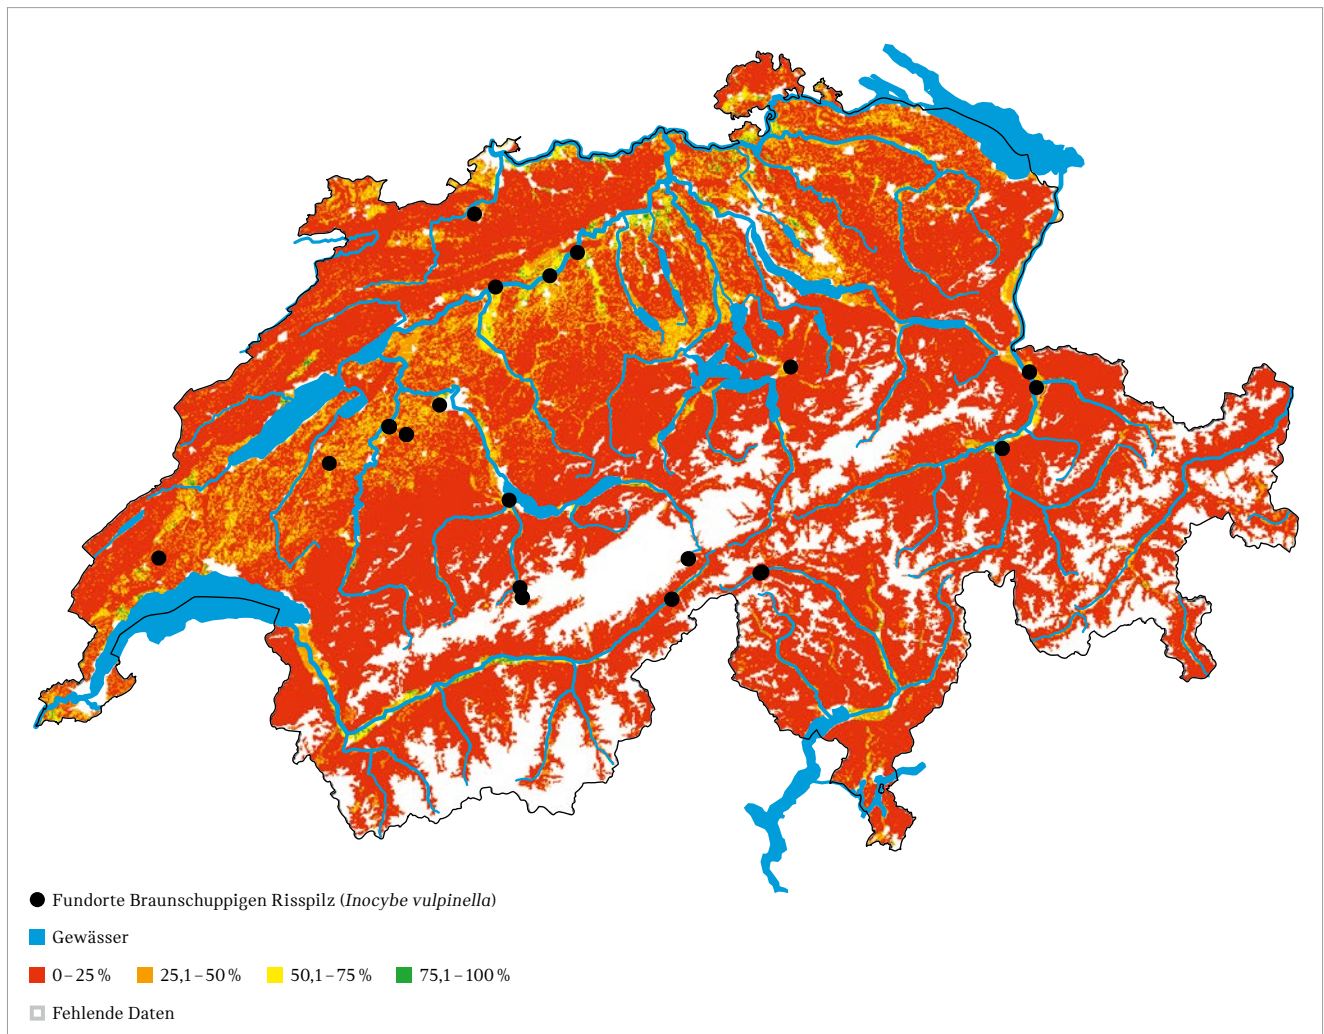 Fundorte Braunschuppigen Risspilz (Inocybe vulpinella)
Gewässer
0–25 % 25,1–50 % 50,1–75 % 75,1–100 %
Fehlende Daten